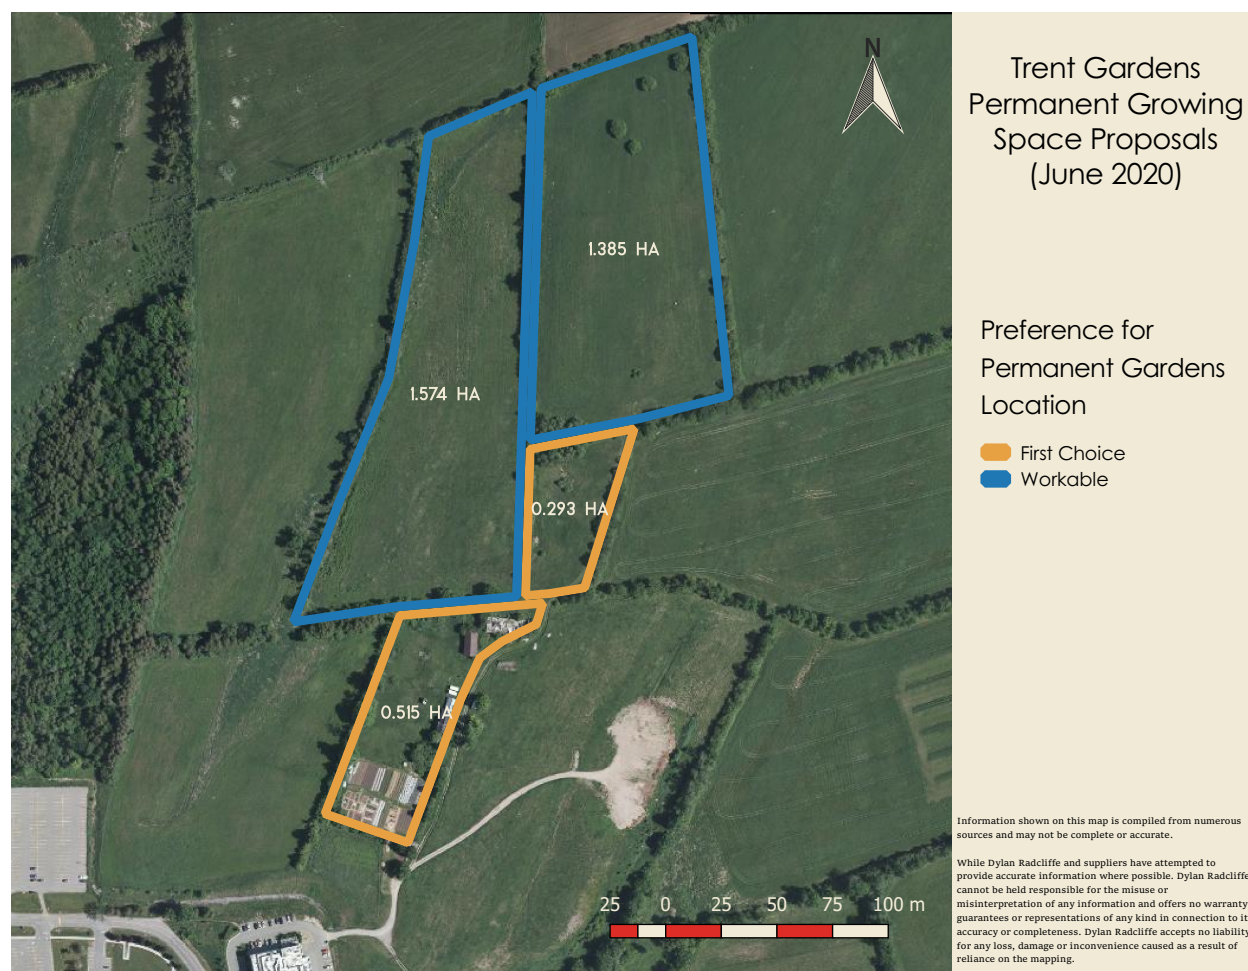 Trent Gardens
Permanent Growing
Space Proposals
(June 2020)
N
1.385 HA
1.574 HA
0.293 HA
0.515 HA
Preference for
Permanent Gardens
Location
First Choice
Workable
25 0 25 50 75 100 m
Information shown on this map is compiled from numerous
sources and may not be complete or accurate.
While Dylan Radcliffe and suppliers have attempted to
provide accurate information where possible. Dylan Radcliffe
cannot be held responsible for the misuse or
misinterpretation of any information and offers no warranty
guarantees or representations of any kind in connection to it
accuracy or completeness. Dylan Radcliffe accepts no liability
for any loss, damage or inconvenience caused as a result of
reliance on the mapping.